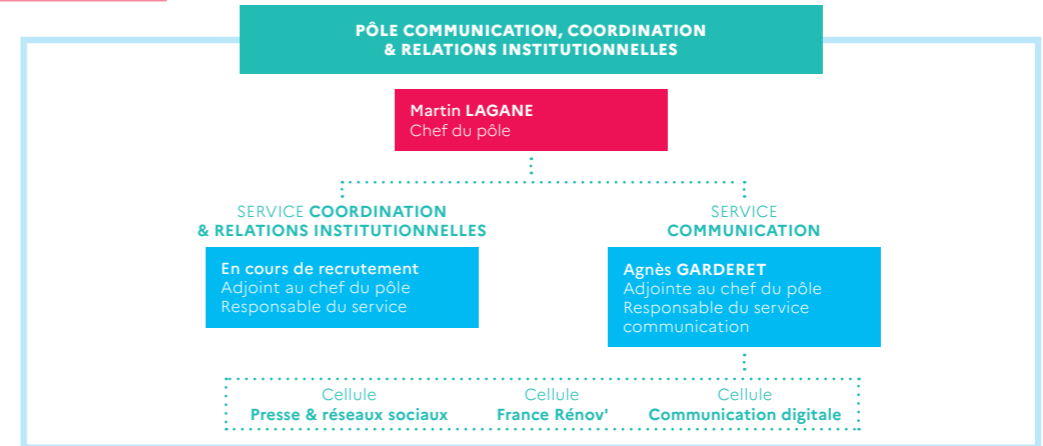 PÔLE COMMUNICATION, COORDINATION
& RELATIONS INSTITUTIONNELLES
Martin LAGANE
Chef du pôle
SERVICE COORDINATION
& RELATIONS INSTITUTIONNELLES
En cours de recrutement
Adjoint au chef du pôle
Responsable du service
SERVICE
COMMUNICATION
Agnès GARDERET
Adjointe au chef du pôle
Responsable du service
communication
Cellule
Presse & réseaux sociaux
Cellule
France Rénov'
Cellule
Communication digitale